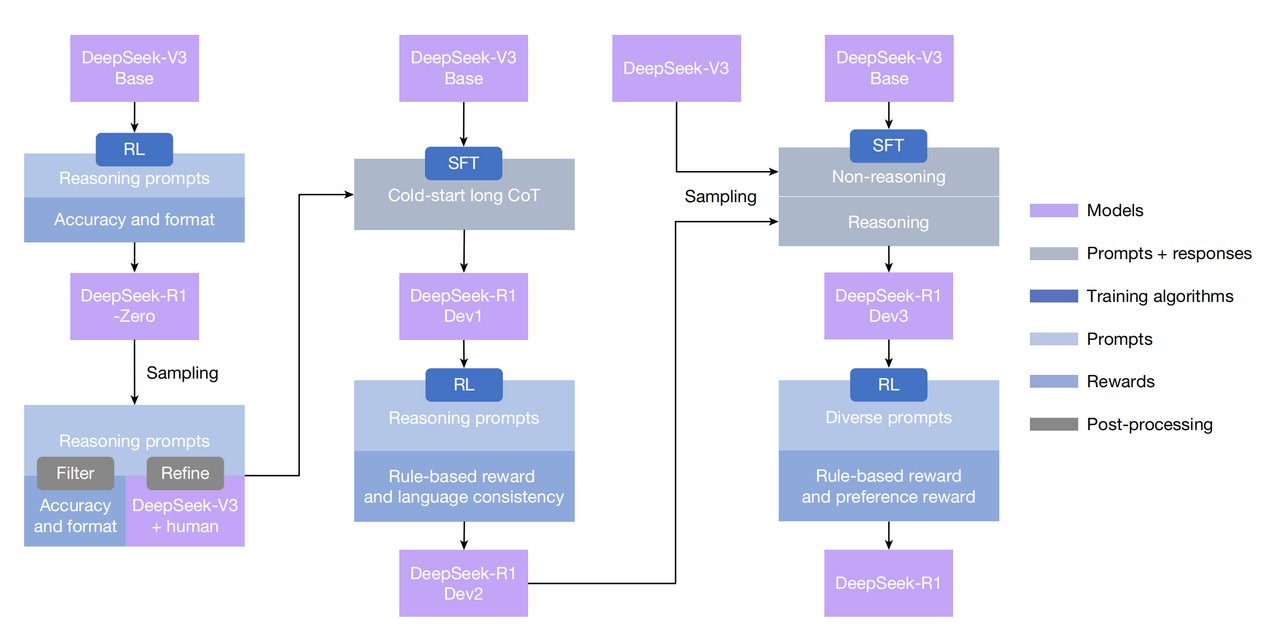 DeepSeek-V3
Base
RL
Reasoning prompts
Accuracy and format
DeepSeek-R1
-Zero
Sampling
Reasoning prompts
Filter
Refine
Accuracy
and format
DeepSeek-V3
+ human
DeepSeek-V3
Base
SFT
Cold-start long CoT
DeepSeek-R1
Dev1
RL
Reasoning prompts
Rule-based reward
and language consistency
DeepSeek-R1
Dev2
DeepSeek-V3
Sampling
DeepSeek-V3
Base
SFT
Non-reasoning
Reasoning
DeepSeek-R1
Dev3
RL
Diverse prompts
Rule-based reward
and preference reward
DeepSeek-R1
Models
Prompts + responses
Training algorithms
Prompts
Rewards
Post-processing